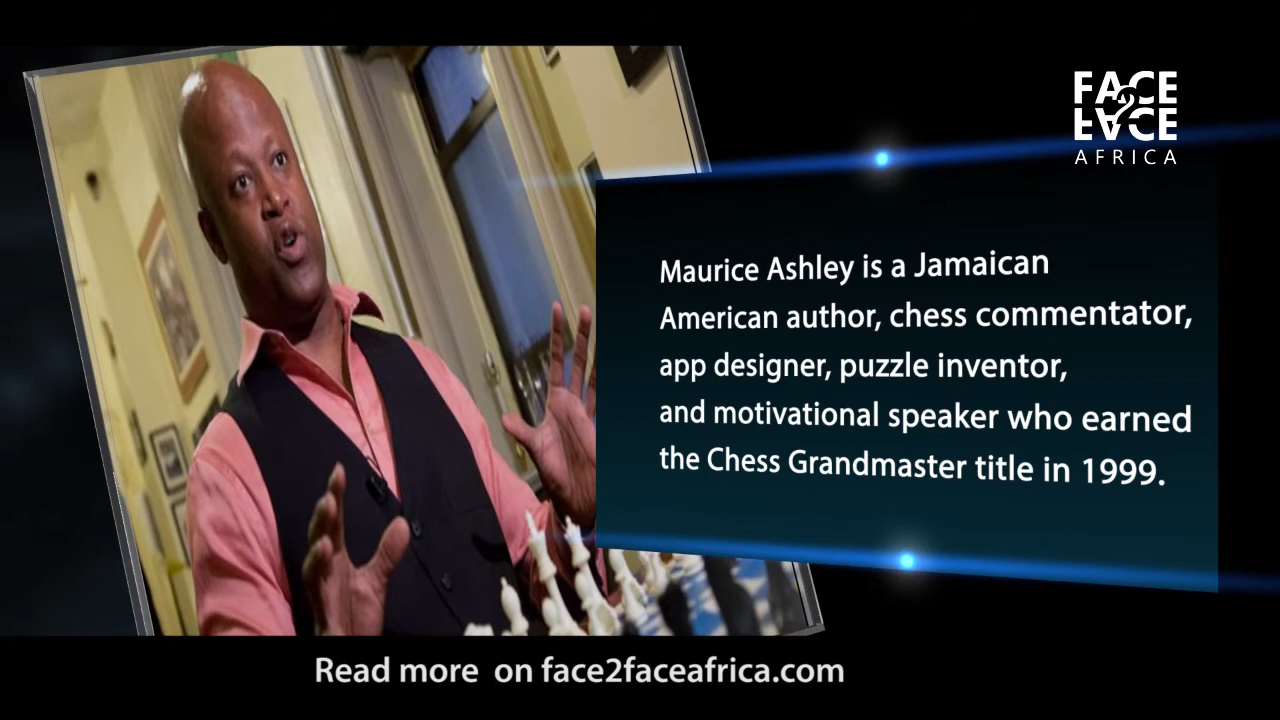 FACE
2
FACE
AFRICA
Maurice Ashley is a Jamaican
American author, chess commentator,
app designer, puzzle inventor,
and motivational speaker who earned
the Chess Grandmaster title in 1999.
Read more on face2faceafrica.com